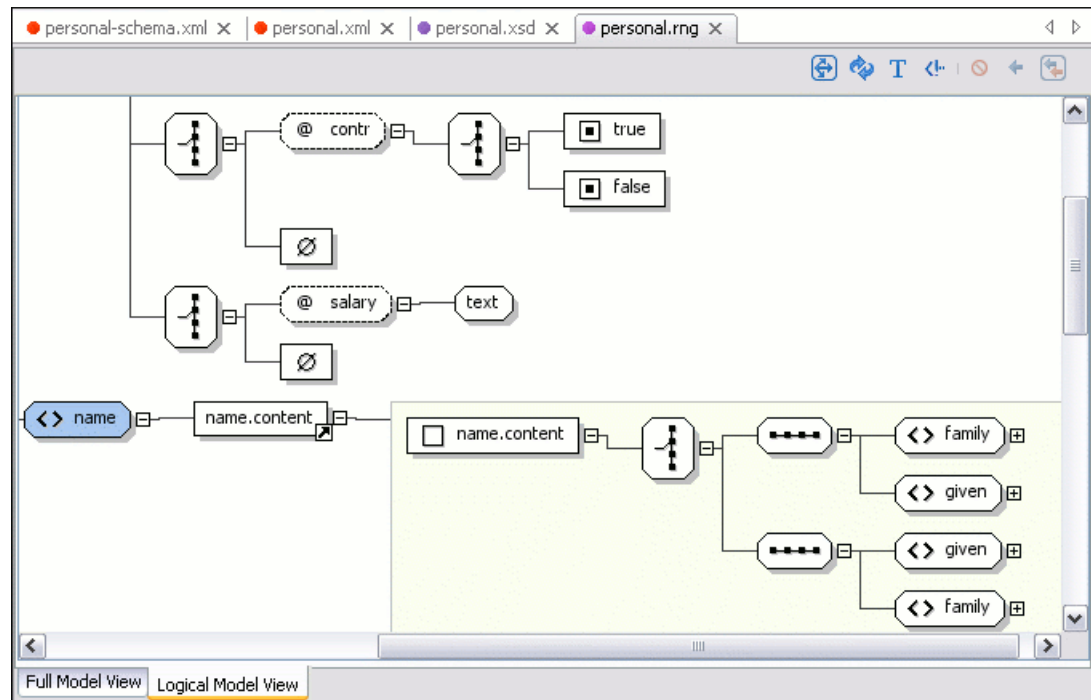 personal-schema.xml personal.xml personal.xsd personal.rng
T
@ contr
true
false
@ salary
text
name
name.content
name.content
family
given
given
family
Full Model View Logical Model View